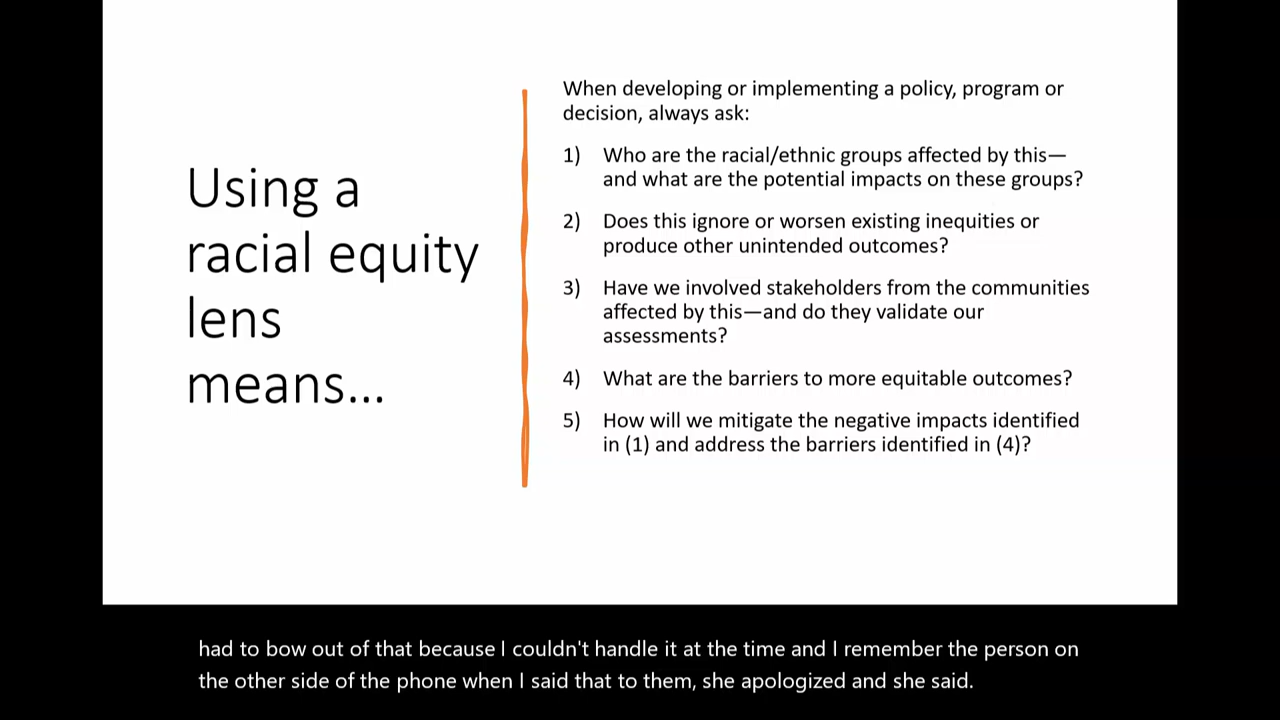 Using a
racial equity
lens
means...
When developing or implementing a policy, program or
decision, always ask:
1) Who are the racial/ethnic groups affected by this—
and what are the potential impacts on these groups?
2) Does this ignore or worsen existing inequities or
produce other unintended outcomes?
3) Have we involved stakeholders from the communities
affected by this—and do they validate our
assessments?
4) What are the barriers to more equitable outcomes?
5) How will we mitigate the negative impacts identified
in (1) and address the barriers identified in (4)?
had to bow out of that because I couldn't handle it at the time and I remember the person on
the other side of the phone when I said that to them, she apologized and she said.